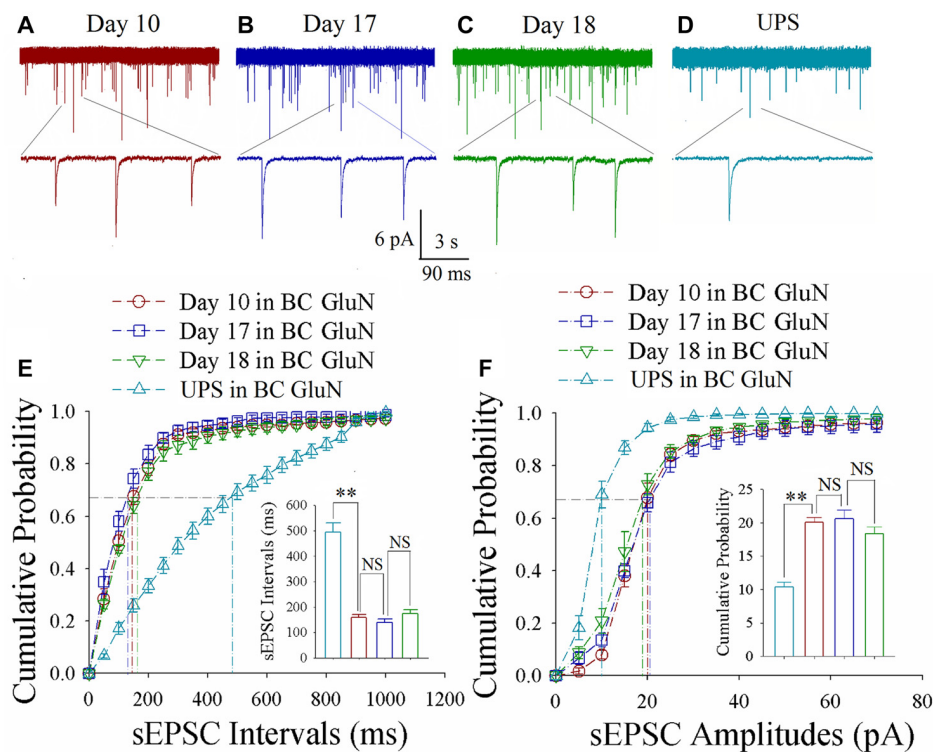 A Day 10
B Day 17
C Day 18
D UPS
6 pA 3 s
90 ms
E
Day 10 in BC GluN
Day 17 in BC GluN
Day 18 in BC GluN
UPS in BC GluN
Cumulative Probability
1.0
0.8
0.6
0.4
0.2
0.0
0 200 400 600 800 1000 1200
sEPSC Intervals (ms)
sEPSC Intervals (ms)
600
500
400
300
200
100
0
**
NS
NS
F
Day 10 in BC GluN
Day 17 in BC GluN
Day 18 in BC GluN
UPS in BC GluN
Cumulative Probability
1.0
0.8
0.6
0.4
0.2
0.0
0 20 40 60 80
sEPSC Amplitudes (pA)
Cumulative Probability
25
20
15
10
5
0
**
NS
NS